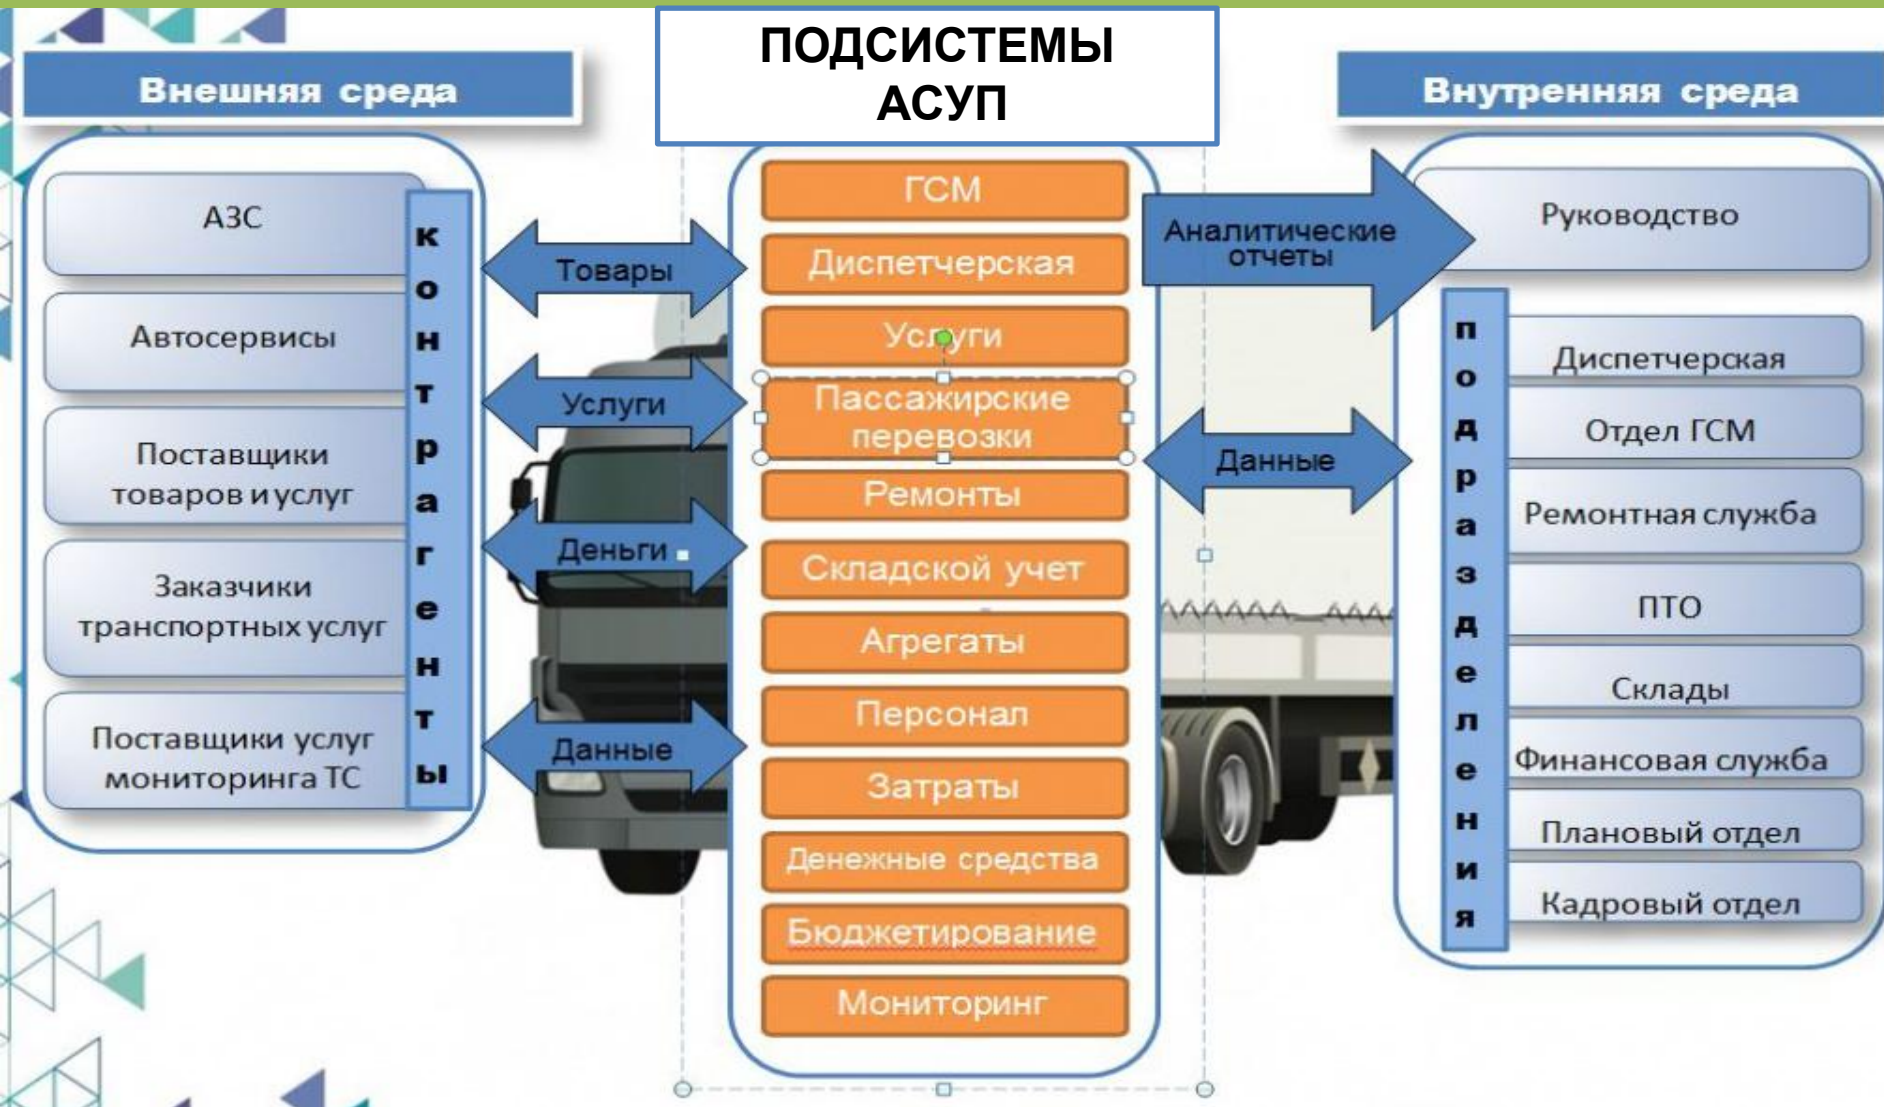 ПОДСИСТЕМЫ
АСУП
Внешняя среда
АЗС
Автосервисы
Поставщики
товаров и услуг
Заказчики
транспортных услуг
Поставщики услуг
мониторинга ТС
контрагенты
Товары
Услуги
Деньги
Данные
ГСМ
Диспетчерская
Услуги
Пассажирские
перевозки
Ремонты
Складской учет
Агрегаты
Персонал
Затраты
Денежные средства
Бюджетирование
Мониторинг
Аналитические
отчеты
Данные
Внутренняя среда
Руководство
подразделения
Диспетчерская
Отдел ГСМ
Ремонтная служба
ПТО
Склады
Финансовая служба
Плановый отдел
Кадровый отдел